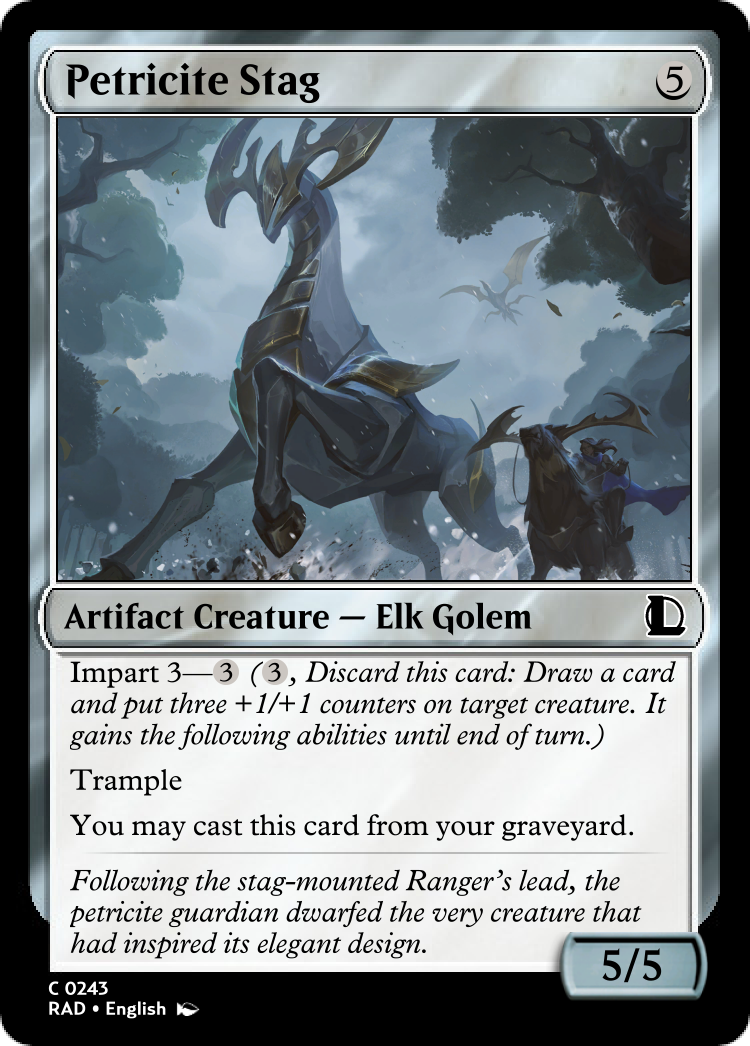 Petricite Stag 5
Artifact Creature — Elk Golem
Impart 3—3 (3, Discard this card: Draw a card
and put three +1/+1 counters on target creature. It
gains the following abilities until end of turn.)
Trample
You may cast this card from your graveyard.
Following the stag-mounted Ranger's lead, the
petricite guardian dwarfed the very creature that
had inspired its elegant design.
5/5
C 0243
RAD • English